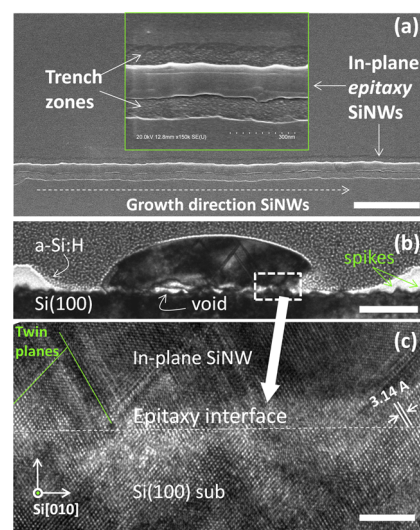 (a)
Trench
zones
In-plane
epitaxy
SiNWs
20.0kV 12.8mm x150k SE(U)
300nm
Growth direction SiNWs
(b)
a-Si:H
spikes
Si(100)
void
(c)
Twin
planes
In-plane SiNW
3.14 A
Epitaxy interface
Si[010]
Si(100) sub